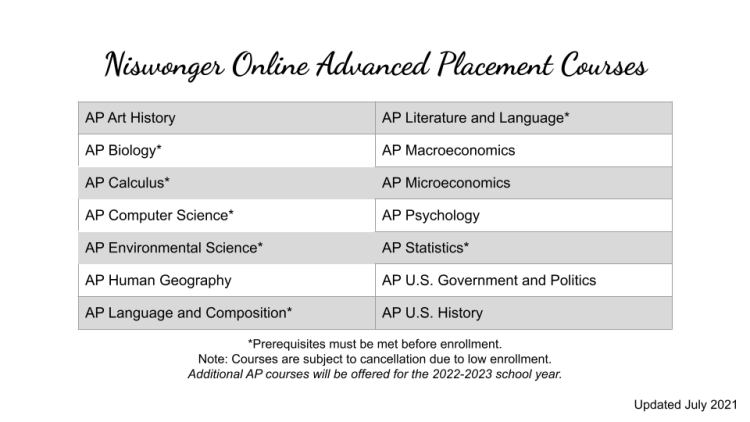 Niswonger Online Advanced Placement Courses
AP Art History
AP Literature and Language*
AP Biology*
AP Macroeconomics
AP Calculus*
AP Microeconomics
AP Computer Science*
AP Psychology
AP Environmental Science*
AP Statistics*
AP Human Geography
AP U.S. Government and Politics
AP Language and Composition*
AP U.S. History
*Prerequisites must be met before enrollment.
Note: Courses are subject to cancellation due to low enrollment.
Additional AP courses will be offered for the 2022-2023 school year.
Updated July 2021